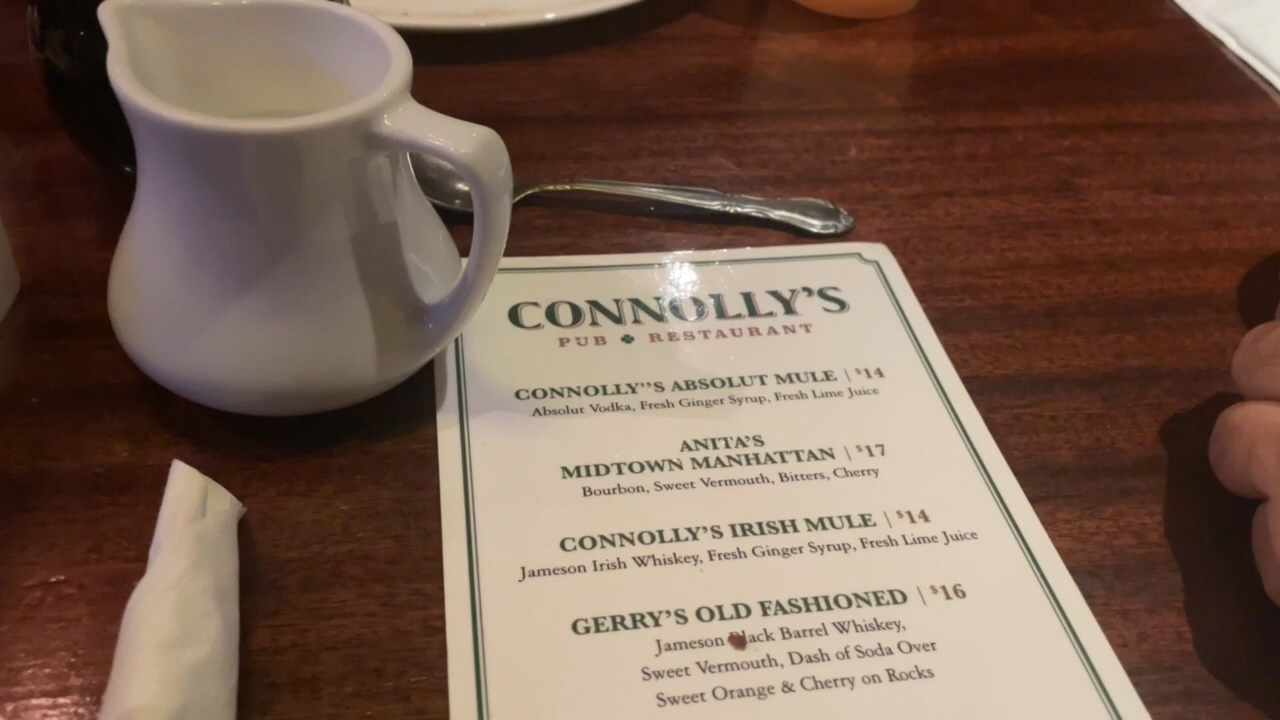 CONNOLLY'S
PUB RESTAURANT
CONNOLLY''S ABSOLUT MULE | $14
Absolut Vodka, Fresh Ginger Syrup, Fresh Lime Juice
ANITA'S
MIDTOWN MANHATTAN | $17
Bourbon, Sweet Vermouth, Bitters, Cherry
CONNOLLY'S IRISH MULE | $14
Jameson Irish Whiskey, Fresh Ginger Syrup, Fresh Lime Juice
GERRY'S OLD FASHIONED | $16
Jameson Black Barrel Whiskey,
Sweet Vermouth, Dash of Soda Over
Sweet Orange & Cherry on Rocks